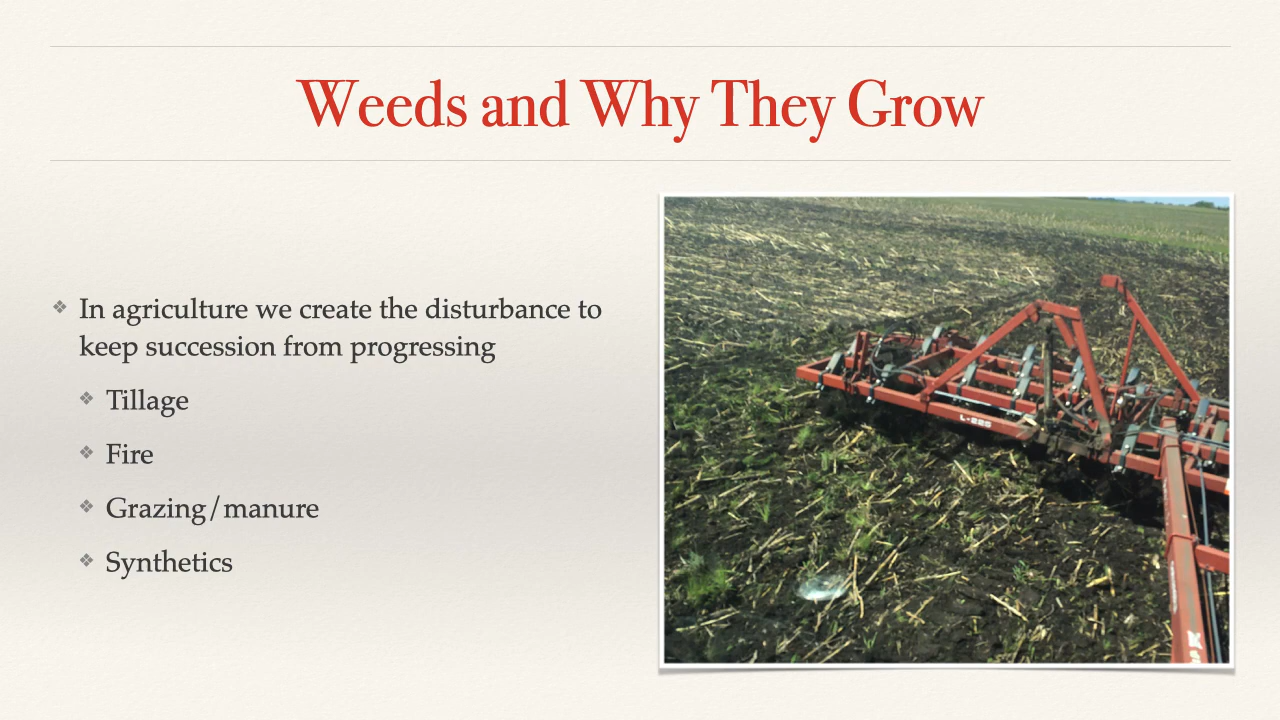 Weeds and Why They Grow
In agriculture we create the disturbance to
keep succession from progressing
Tillage
Fire
Grazing/manure
Synthetics